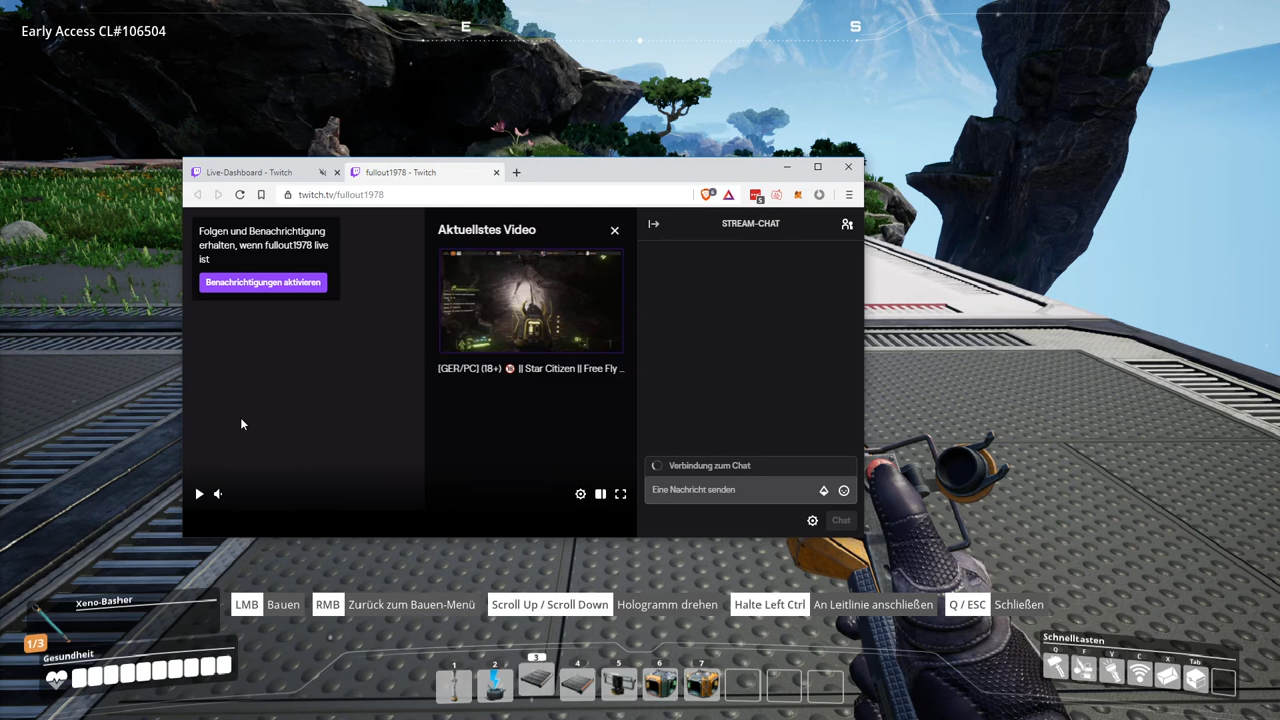 Early Access CL#106504
E
S
Live-Dashboard - Twitch
fullout1978 - Twitch
twitch.tv/fullout1978
Folgen und Benachrichtigung
erhalten, wenn fullout1978 live
ist
Benachrichtigungen aktivieren
Aktuellstes Video
[GER/PC] (18+) 🔞 || Star Citizen || Free Fly ...
STREAM-CHAT
Verbindung zum Chat
Eine Nachricht senden
Chat
Xeno-Basher
1/3
Gesundheit
LMB Bauen RMB Zurück zum Bauen-Menü Scroll Up / Scroll Down Hologramm drehen Halte Left Ctrl An Leitlinie anschließen Q / ESC Schließen
1 2 3 4 5 6 7
Schnelltasten
Q F V C X Tab